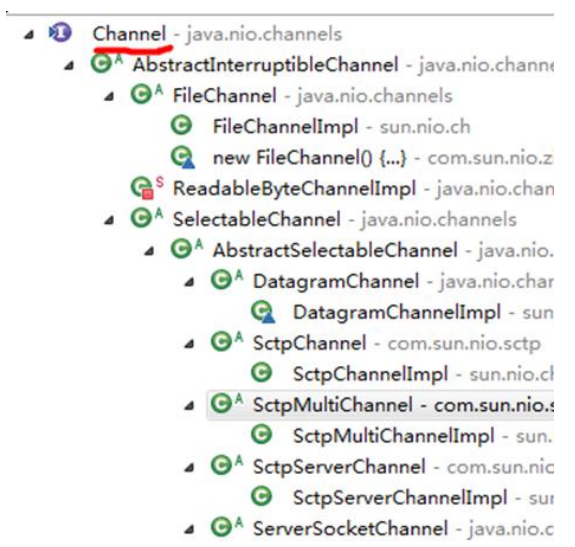 Channel - java.nio.channels
AbstractInterruptibleChannel - java.nio.channe
FileChannel - java.nio.channels
FileChannelImpl - sun.nio.ch
new FileChannel() {...} - com.sun.nio.z
ReadableByteChannelImpl - java.nio.chan
SelectableChannel - java.nio.channels
AbstractSelectableChannel - java.nio.
DatagramChannel - java.nio.chan
DatagramChannelImpl - sun
SctpChannel - com.sun.nio.sctp
SctpChannelImpl - sun.nio.ch
SctpMultiChannel - com.sun.nio.s
SctpMultiChannelImpl - sun.
SctpServerChannel - com.sun.nio
SctpServerChannelImpl - sun
ServerSocketChannel - java.nio.c